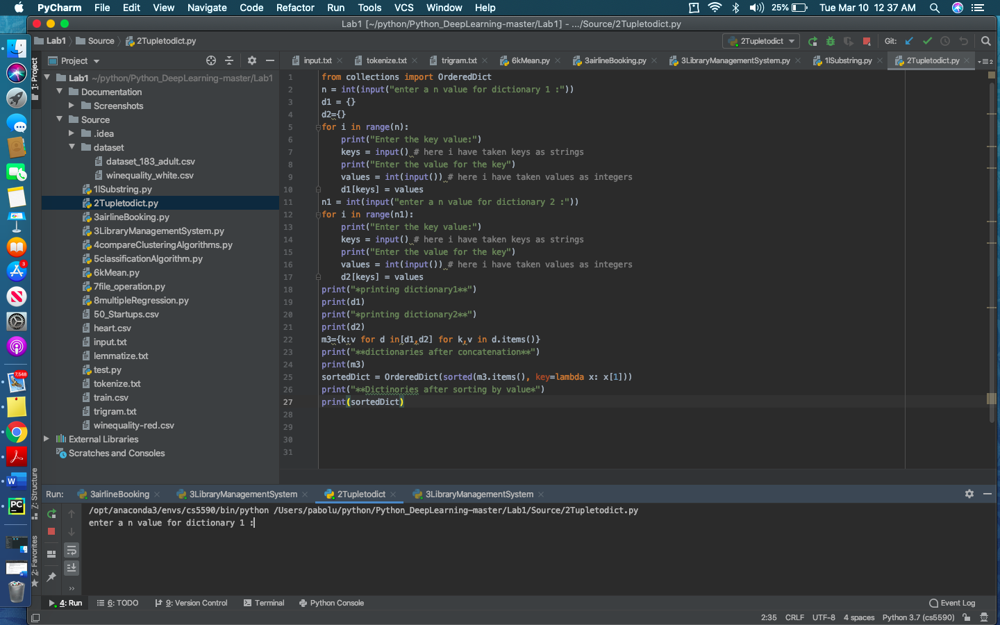 PyCharm File Edit View Navigate Code Refactor Run Tools VCS Window Help 25% Tue Mar 10 12 37 AM
Lab1 [~/python/Python_DeepLearning-master/Lab1] - .../Source/2Tupletodict.py
Lab1 Source 2Tupletodict.py 2Tupletodict Git:
Project input.txt tokenize.txt trigram.txt 6kMean.py 3airlineBooking.py 3LibraryManagementSystem.py 1lSubstring.py 2Tupletodict.py
1: Project
Lab1 ~/python/Python_DeepLearning-master/Lab1
Documentation
Screenshots
Source
.idea
dataset
dataset_183_adult.csv
winequality_white.csv
1lSubstring.py
2Tupletodict.py
3airlineBooking.py
3LibraryManagementSystem.py
4compareClusteringAlgorithms.py
5classificationAlgorithm.py
6kMean.py
7file_operation.py
8multipleRegression.py
50_Startups.csv
heart.csv
input.txt
lemmatize.txt
test.py
tokenize.txt
train.csv
trigram.txt
winequality-red.csv
External Libraries
Scratches and Consoles
1 from collections import OrderedDict
2 n = int(input("enter a n value for dictionary 1 :"))
3 d1 = {}
4 d2={}
5 for i in range(n):
6 print("Enter the key value:")
7 keys = input() # here i have taken keys as strings
8 print("Enter the value for the key")
9 values = int(input()) # here i have taken values as integers
10 d1[keys] = values
11 n1 = int(input("enter a n value for dictionary 2 :"))
12 for i in range(n1):
13 print("Enter the key value:")
14 keys = input() # here i have taken keys as strings
15 print("Enter the value for the key")
16 values = int(input()) # here i have taken values as integers
17 d2[keys] = values
18 print("*printing dictionary1**")
19 print(d1)
20 print("*printing dictionary2**")
21 print(d2)
22 m3={k:v for d in[d1,d2] for k,v in d.items()}
23 print("**dictionaries after concatenation**")
24 print(m3)
25 sortedDict = OrderedDict(sorted(m3.items(), key=lambda x: x[1]))
26 print("**Dictinories after sorting by value*")
27 print(sortedDict)
28
29
30
31
3
7,548
Z: Structure
2: Favorites
Run: 3airlineBooking 3LibraryManagementSystem 2Tupletodict 3LibraryManagementSystem
/opt/anaconda3/envs/cs5590/bin/python /Users/pabolu/python/Python_DeepLearning-master/Lab1/Source/2Tupletodict.py
enter a n value for dictionary 1 :
4: Run 6: TODO 9: Version Control Terminal Python Console Event Log
2:35 CRLF UTF-8 4 spaces Python 3.7 (cs5590)